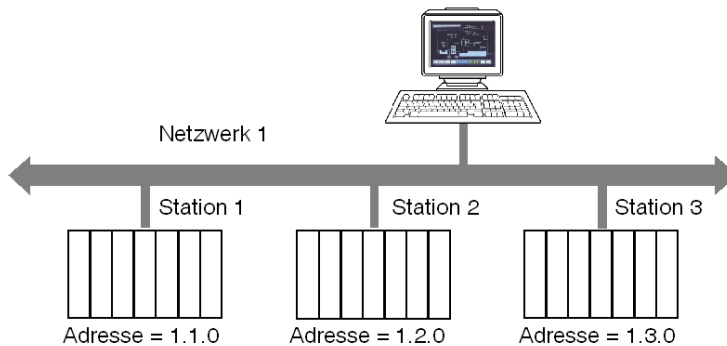 Netzwerk 1
Station 1
Station 2
Station 3
Adresse = 1.1.0
Adresse = 1.2.0
Adresse = 1.3.0